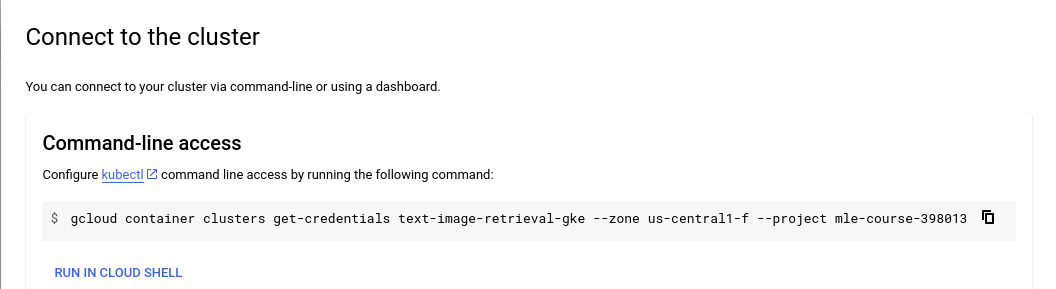 Connect to the cluster
You can connect to your cluster via command-line or using a dashboard.
Command-line access
Configure kubectl command line access by running the following command:
$ gcloud container clusters get-credentials text-image-retrieval-gke --zone us-central1-f --project mle-course-398013
RUN IN CLOUD SHELL